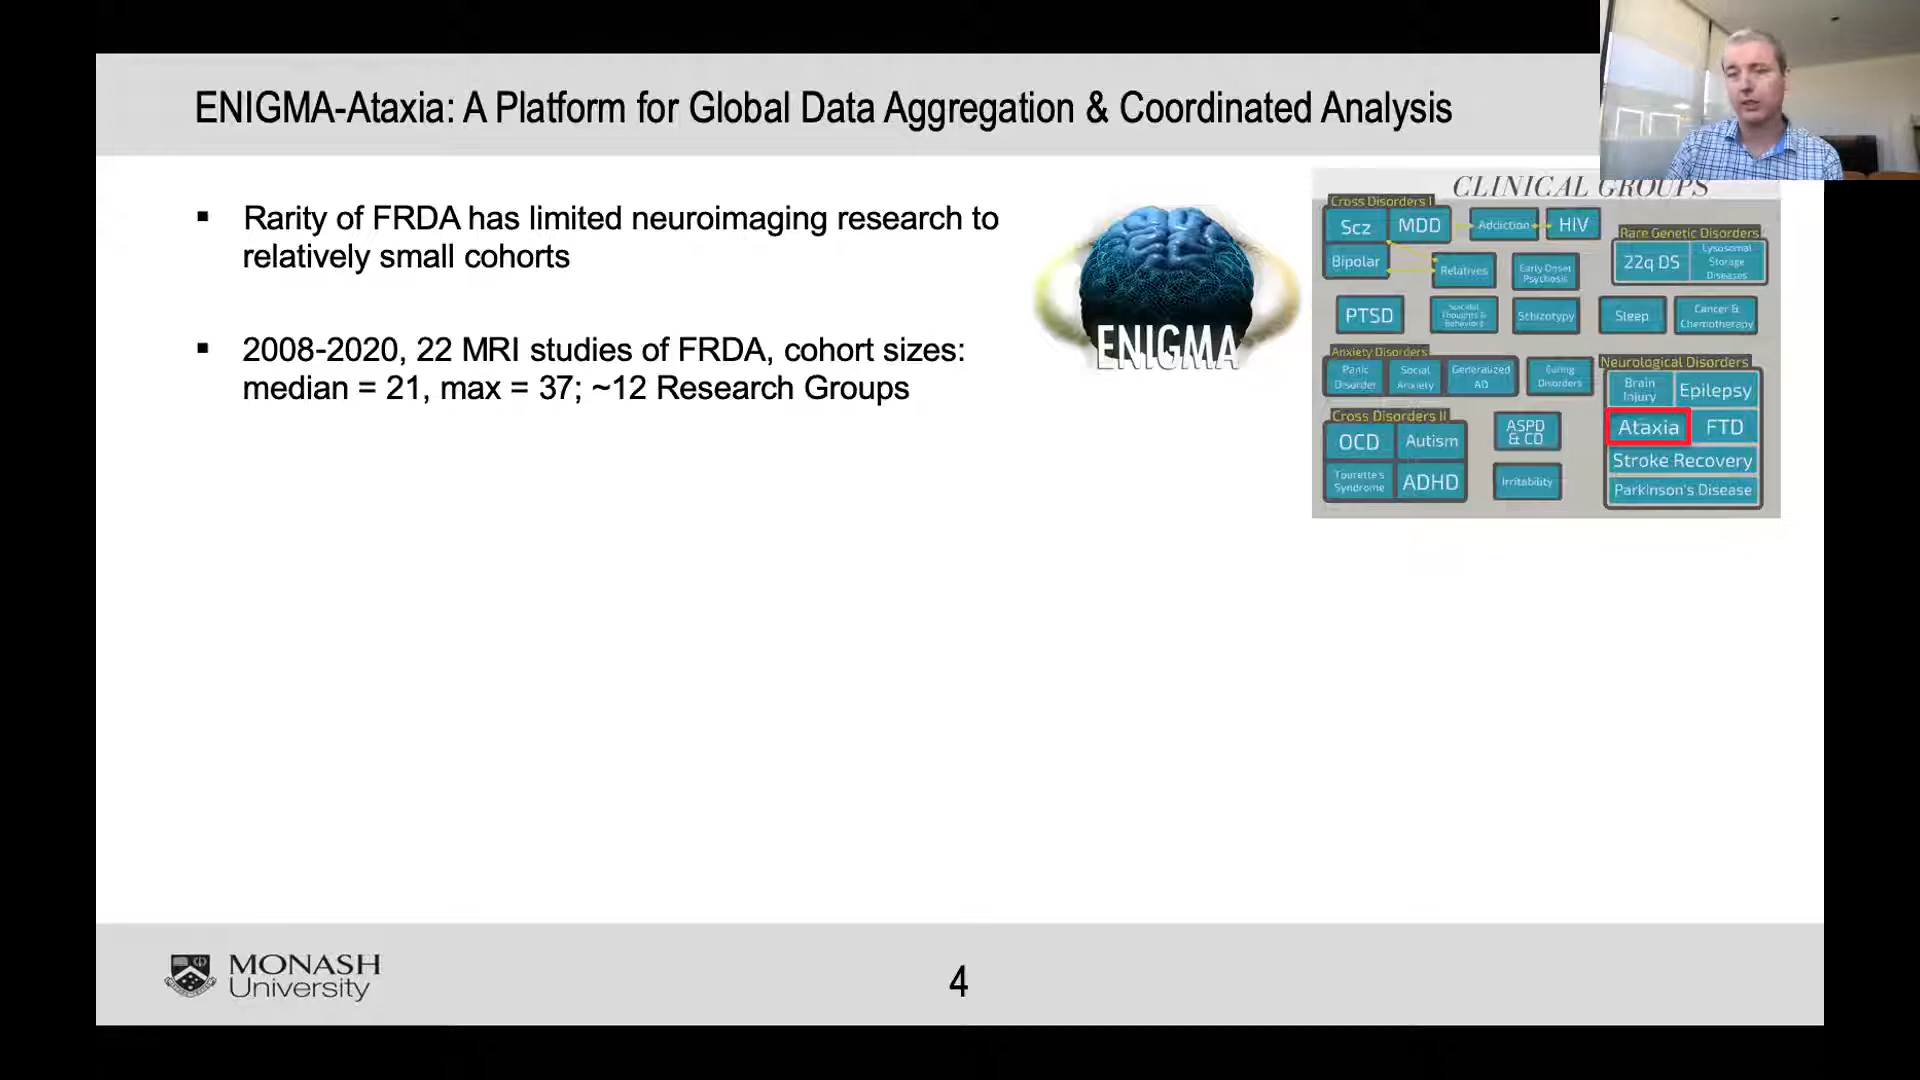 ENIGMA-Ataxia: A Platform for Global Data Aggregation & Coordinated Analysis
▪ Rarity of FRDA has limited neuroimaging research to
relatively small cohorts
▪ 2008-2020, 22 MRI studies of FRDA, cohort sizes:
median = 21, max = 37; ~12 Research Groups
ENIGMA
CLINICAL GROUPS
Cross Disorders I
Scz
MDD
Bipolar
Addiction
HIV
Relatives
Early Onset
Psychosis
Rare Genetic Disorders
22q DS
Lysosomal
Storage
Diseases
PTSD
Suicidal
Thoughts &
Behaviors
Schizotypy
Sleep
Cancer &
Chemotherapy
Anxiety Disorders
Panic
Disorder
Social
Anxiety
Generalized
AD
Eating
Disorders
Neurological Disorders
Brain
Injury
Epilepsy
Ataxia
FTD
Stroke Recovery
Parkinson's Disease
Cross Disorders II
OCD
Autism
Tourette's
Syndrome
ADHD
ASPD
& CD
Irritability
MONASH
University
4